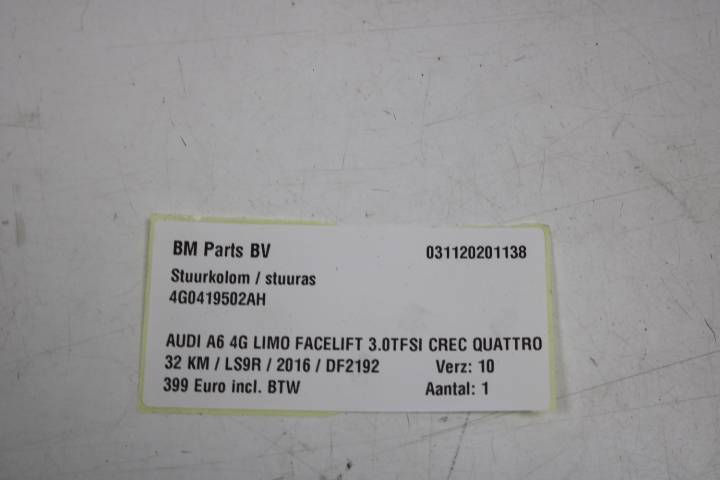 BM Parts BV 031120201138
Stuurkolom / stuuras
4G0419502AH
AUDI A6 4G LIMO FACELIFT 3.0TFSI CREC QUATTRO
32 KM / LS9R / 2016 / DF2192 Verz: 10
399 Euro incl. BTW Aantal: 1